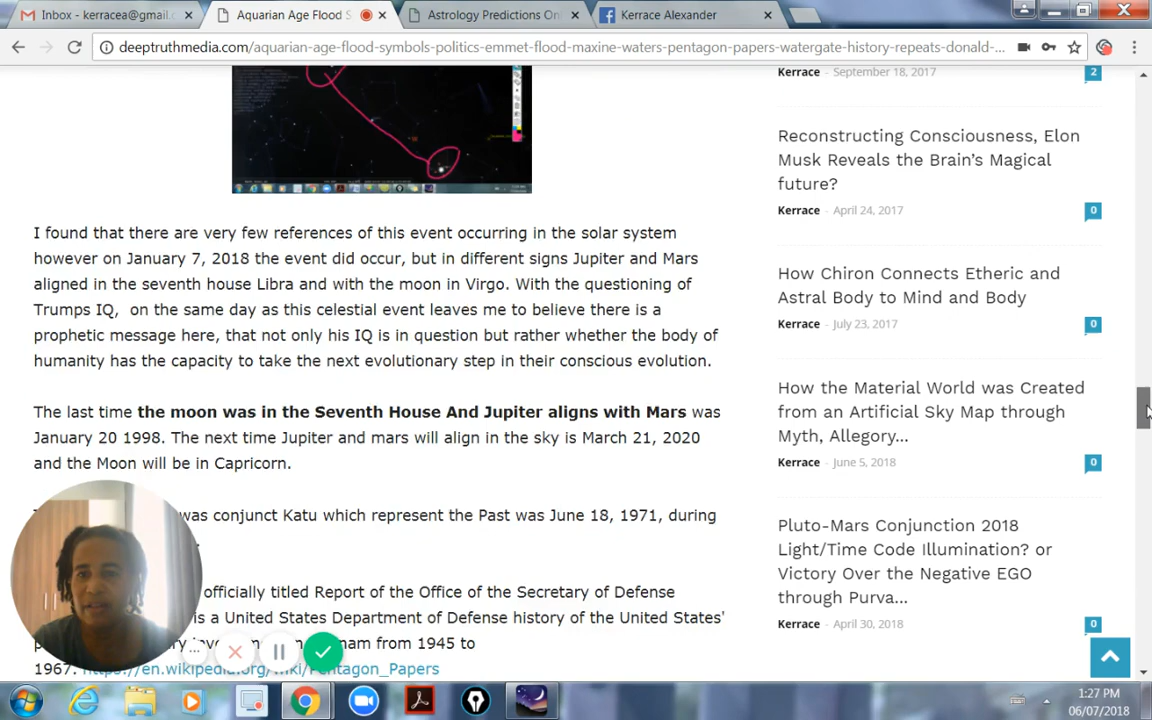 Inbox - kerracea@gmail.c
Aquarian Age Flood S
Astrology Predictions On
Kerrace Alexander
deeptruthmedia.com/aquarian-age-flood-symbols-politics-emmet-flood-maxine-waters-pentagon-papers-watergate-history-repeats-donald-...
I found that there are very few references of this event occurring in the solar system
however on January 7, 2018 the event did occur, but in different signs Jupiter and Mars
aligned in the seventh house Libra and with the moon in Virgo. With the questioning of
Trumps IQ, on the same day as this celestial event leaves me to believe there is a
prophetic message here, that not only his IQ is in question but rather whether the body of
humanity has the capacity to take the next evolutionary step in their conscious evolution.
The last time the moon was in the Seventh House And Jupiter aligns with Mars was
January 20 1998. The next time Jupiter and mars will align in the sky is March 21, 2020
and the Moon will be in Capricorn.
was conjunct Katu which represent the Past was June 18, 1971, during
officially titled Report of the Office of the Secretary of Defense
is a United States Department of Defense history of the United States'
nam from 1945 to
1967. https://en.wikipedia.org/wiki/Pentagon_Papers
Kerrace - September 18, 2017 2
Reconstructing Consciousness, Elon
Musk Reveals the Brain's Magical
future?
Kerrace - April 24, 2017 0
How Chiron Connects Etheric and
Astral Body to Mind and Body
Kerrace - July 23, 2017 0
How the Material World was Created
from an Artificial Sky Map through
Myth, Allegory...
Kerrace - June 5, 2018 0
Pluto-Mars Conjunction 2018
Light/Time Code Illumination? or
Victory Over the Negative EGO
through Purva...
Kerrace - April 30, 2018 0
1:27 PM
06/07/2018